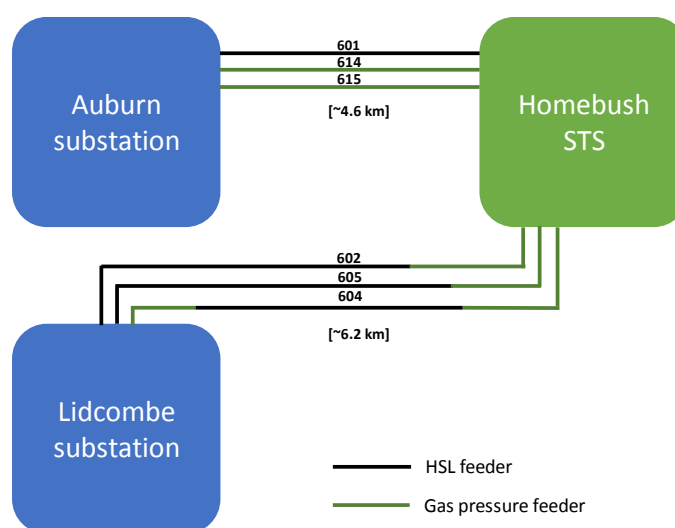 601
614
615
[~4.6 km]
Auburn
substation
Homebush
STS
602
605
604
[~6.2 km]
Lidcombe
substation
HSL feeder
Gas pressure feeder